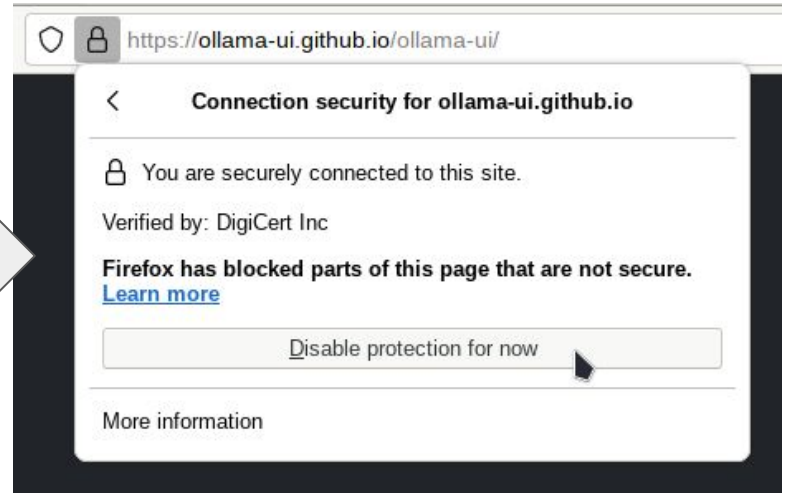 https://ollama-ui.github.io/ollama-ui/
Connection security for ollama-ui.github.io
You are securely connected to this site.
Verified by: DigiCert Inc
Firefox has blocked parts of this page that are not secure.
Learn more
Disable protection for now
More information